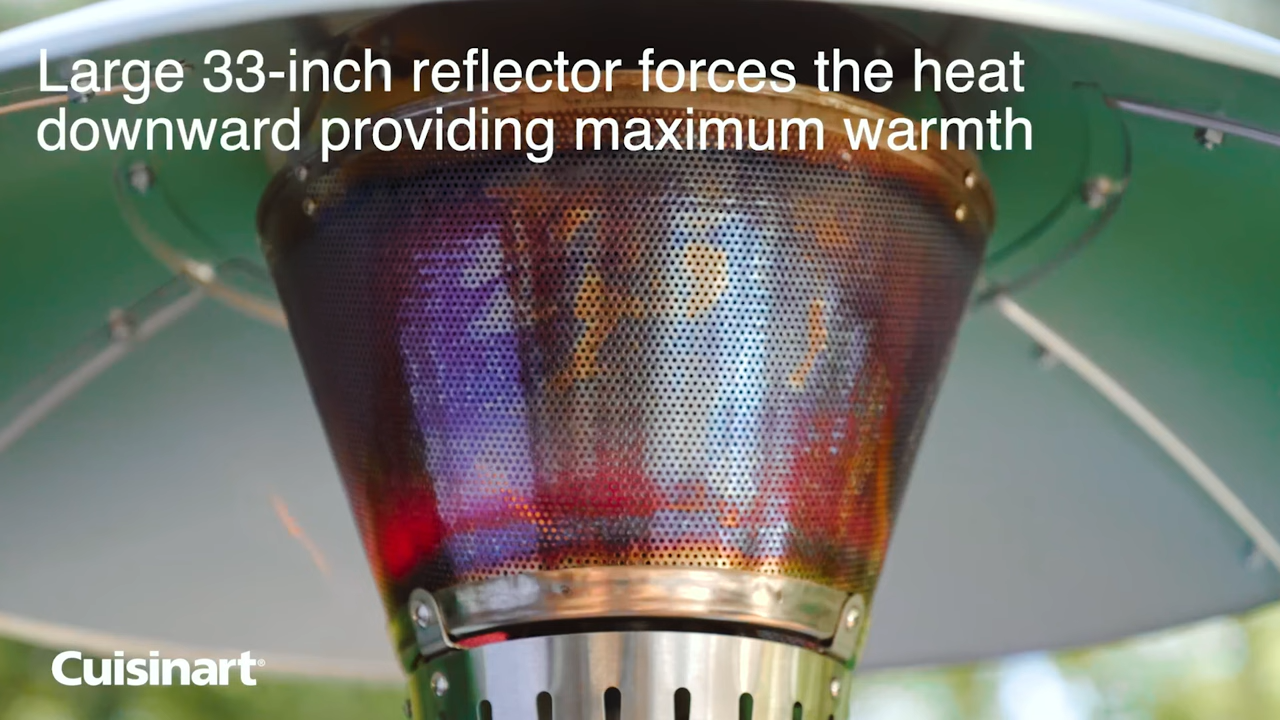 Large 33-inch reflector forces the heat
downward providing maximum warmth
Cuisinart®